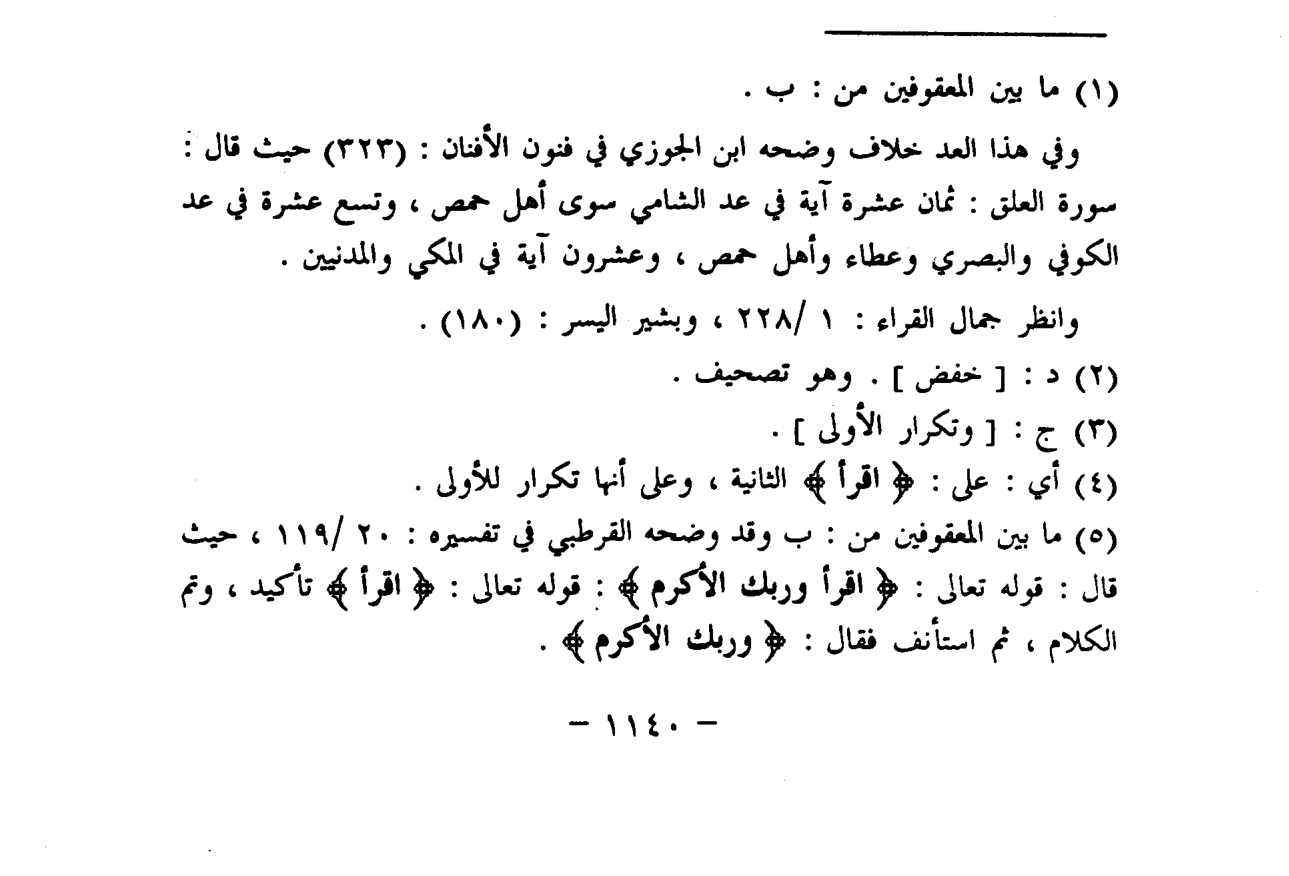 (١) ما بين المعقوفين من : ب .
وفي هذا العد خلاف وضحه ابن الجوزي في فنون الأفنان : (٣٢٣) حيث قال :
سورة العلق : ثمان عشرة آية في عد الشامي سوى أهل حمص ، وتسع عشرة في عد
الكوفي والبصري وعطاء وأهل حمص ، وعشرون آية في المكي والمدنيين .
وانظر جمال القراء : ١ /٢٢٨ ، وبشير اليسر : (١٨٠) .
(٢) د : [ خفض ] . وهو تصحيف .
(٣) ج : [ وتكرار الأولى ] .
(٤) أي : على : ﴿ اقرأ ﴾ الثانية ، وعلى أنها تكرار للأولى .
(٥) ما بين المعقوفين من : ب وقد وضحه القرطبي في تفسيره : ٢٠ /١١٩ ، حيث
قال : قوله تعالى : ﴿ اقرأ وربك الأكرم ﴾ : قوله تعالى : ﴿ اقرأ ﴾ تأكيد ، وتم
الكلام ، ثم استأنف فقال : ﴿ وربك الأكرم ﴾ .
– ١١٤٠ –